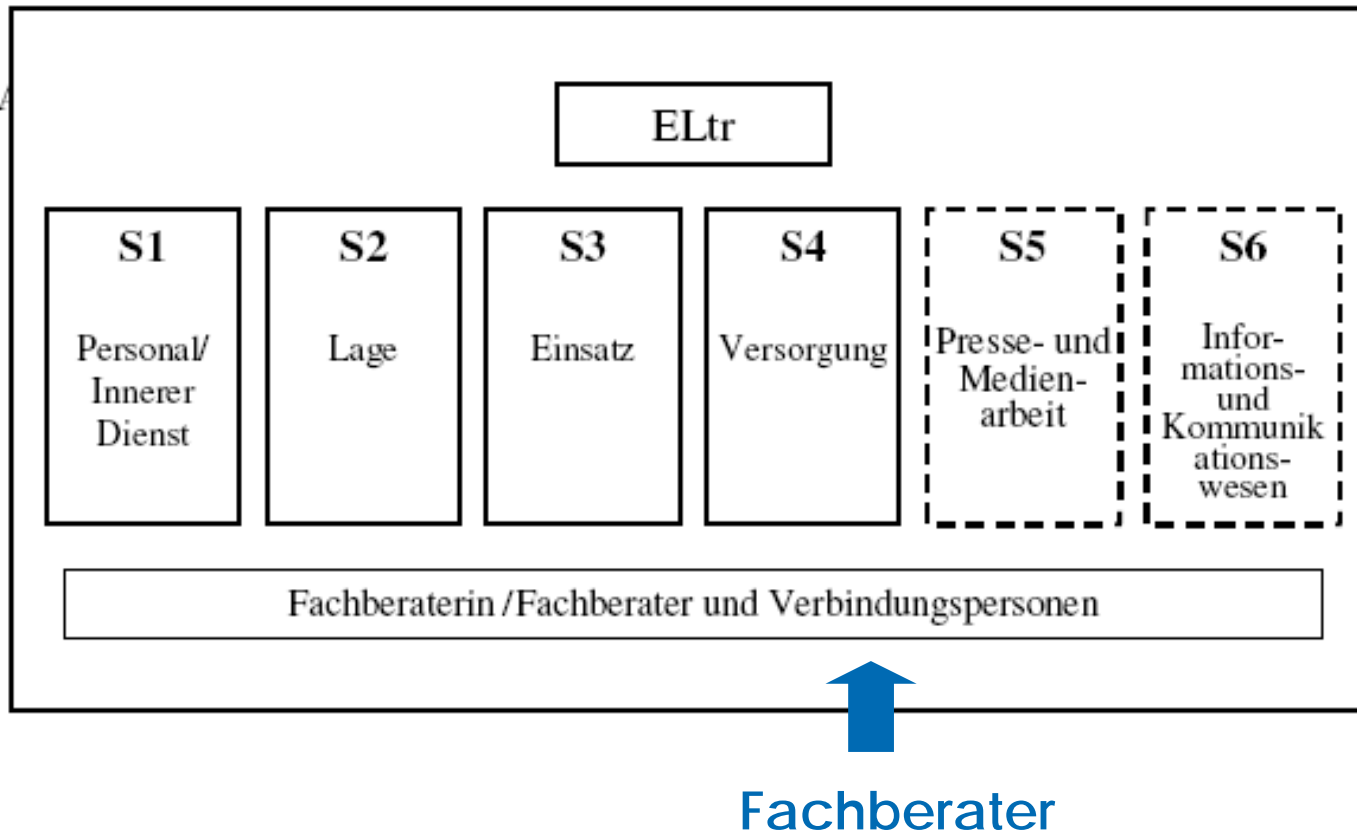 ELtr
S1
Personal/
Innerer
Dienst
S2
Lage
S3
Einsatz
S4
Versorgung
S5
Presse- und
Medien-
arbeit
S6
Infor-
mations-
und
Kommunik
ations-
wesen
Fachberaterin /Fachberater und Verbindungspersonen
Fachberater